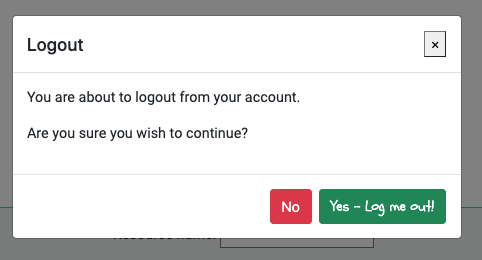 Logout
×
You are about to logout from your account.
Are you sure you wish to continue?
No
Yes - Log me out!